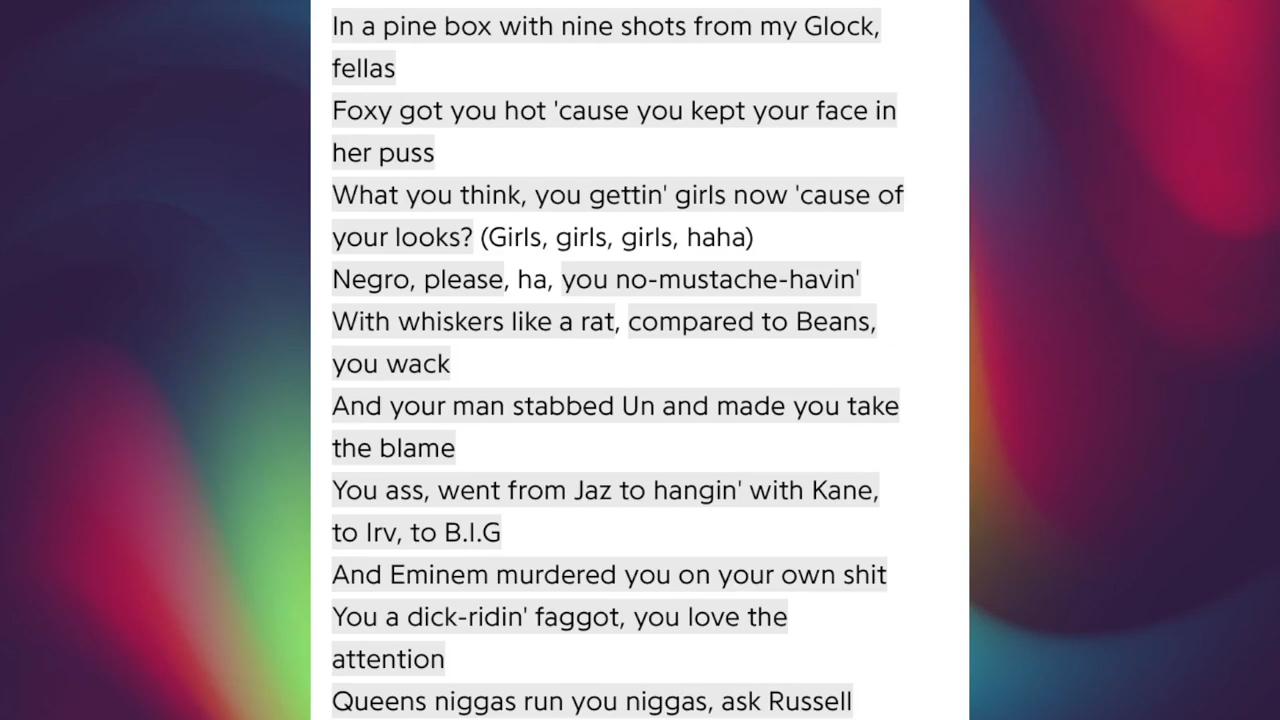 In a pine box with nine shots from my Glock,
fellas
Foxy got you hot 'cause you kept your face in
her puss
What you think, you gettin' girls now 'cause of
your looks? (Girls, girls, girls, haha)
Negro, please, ha, you no-mustache-havin'
With whiskers like a rat, compared to Beans,
you wack
And your man stabbed Un and made you take
the blame
You ass, went from Jaz to hangin' with Kane,
to Irv, to B.I.G
And Eminem murdered you on your own shit
You a dick-ridin' faggot, you love the
attention
Queens niggas run you niggas, ask Russell